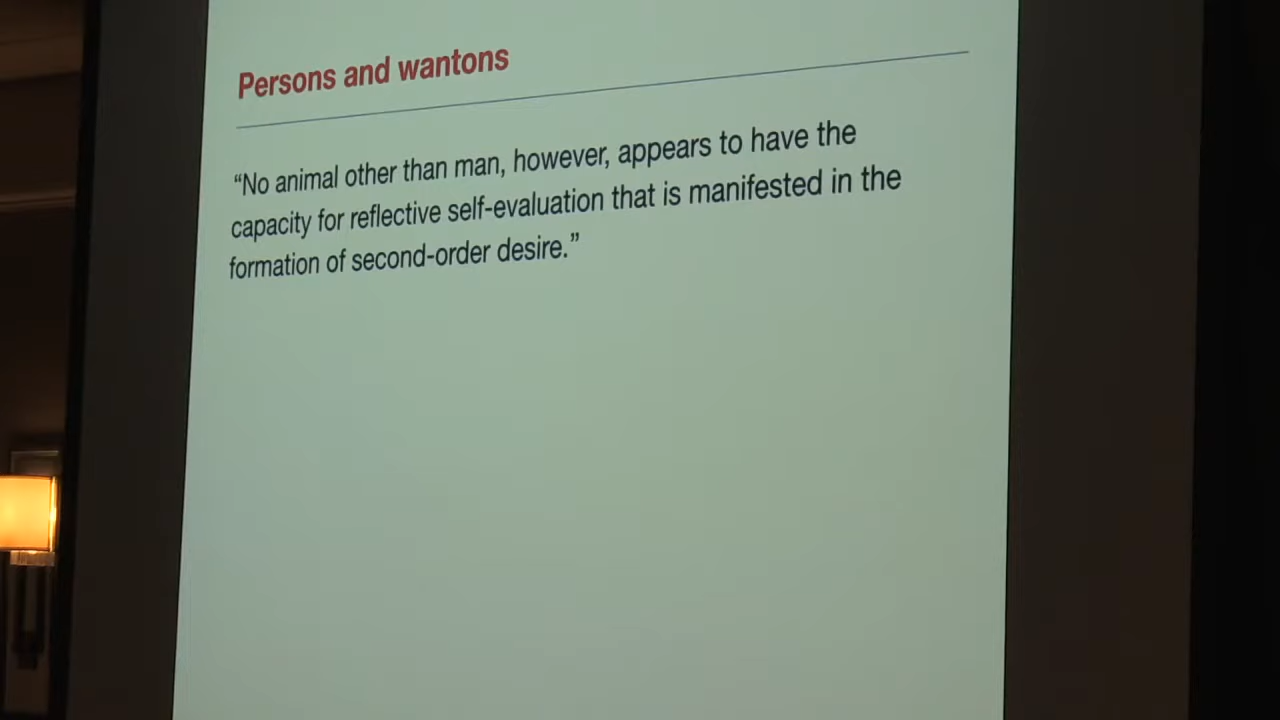 Persons and wantons
“No animal other than man, however, appears to have the
capacity for reflective self-evaluation that is manifested in the
formation of second-order desire.”